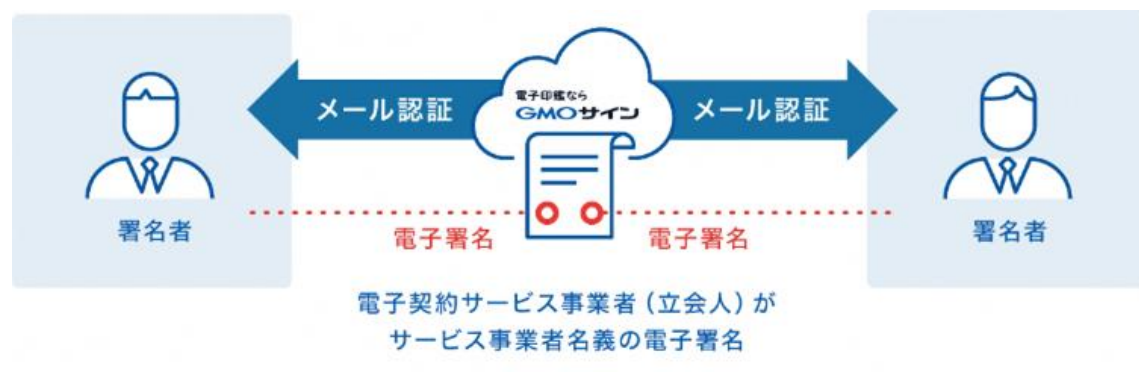 電子印鑑なら
GMOサイン
メール認証
メール認証
署名者
電子署名
電子署名
署名者
電子契約サービス事業者（立会人）が
サービス事業者名義の電子署名